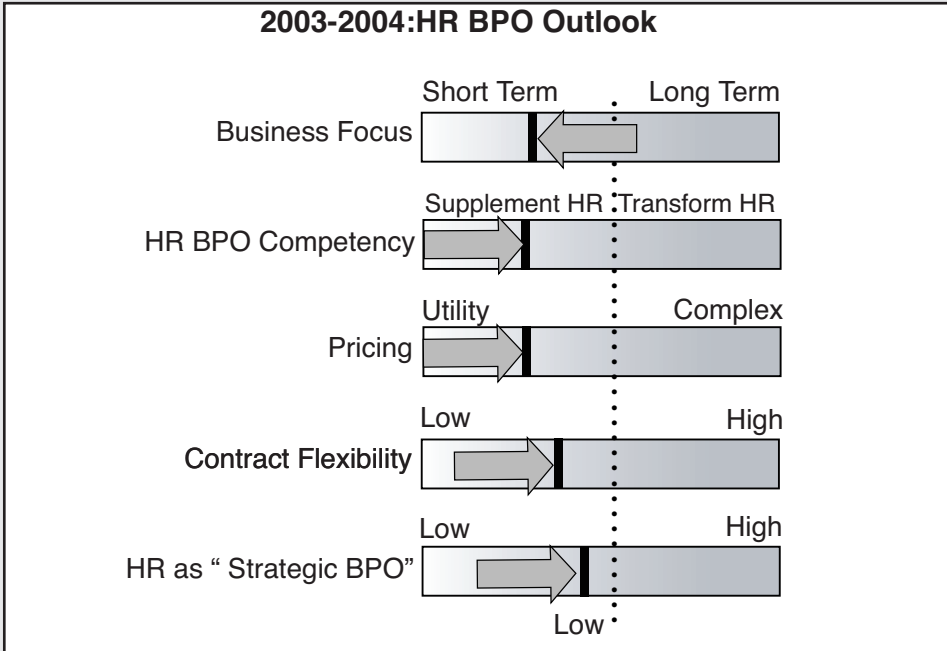 2003-2004:HR BPO Outlook
Short Term Long Term
Business Focus
Supplement HR Transform HR
HR BPO Competency
Utility Complex
Pricing
Low High
Contract Flexibility
Low High
HR as “ Strategic BPO”
Low